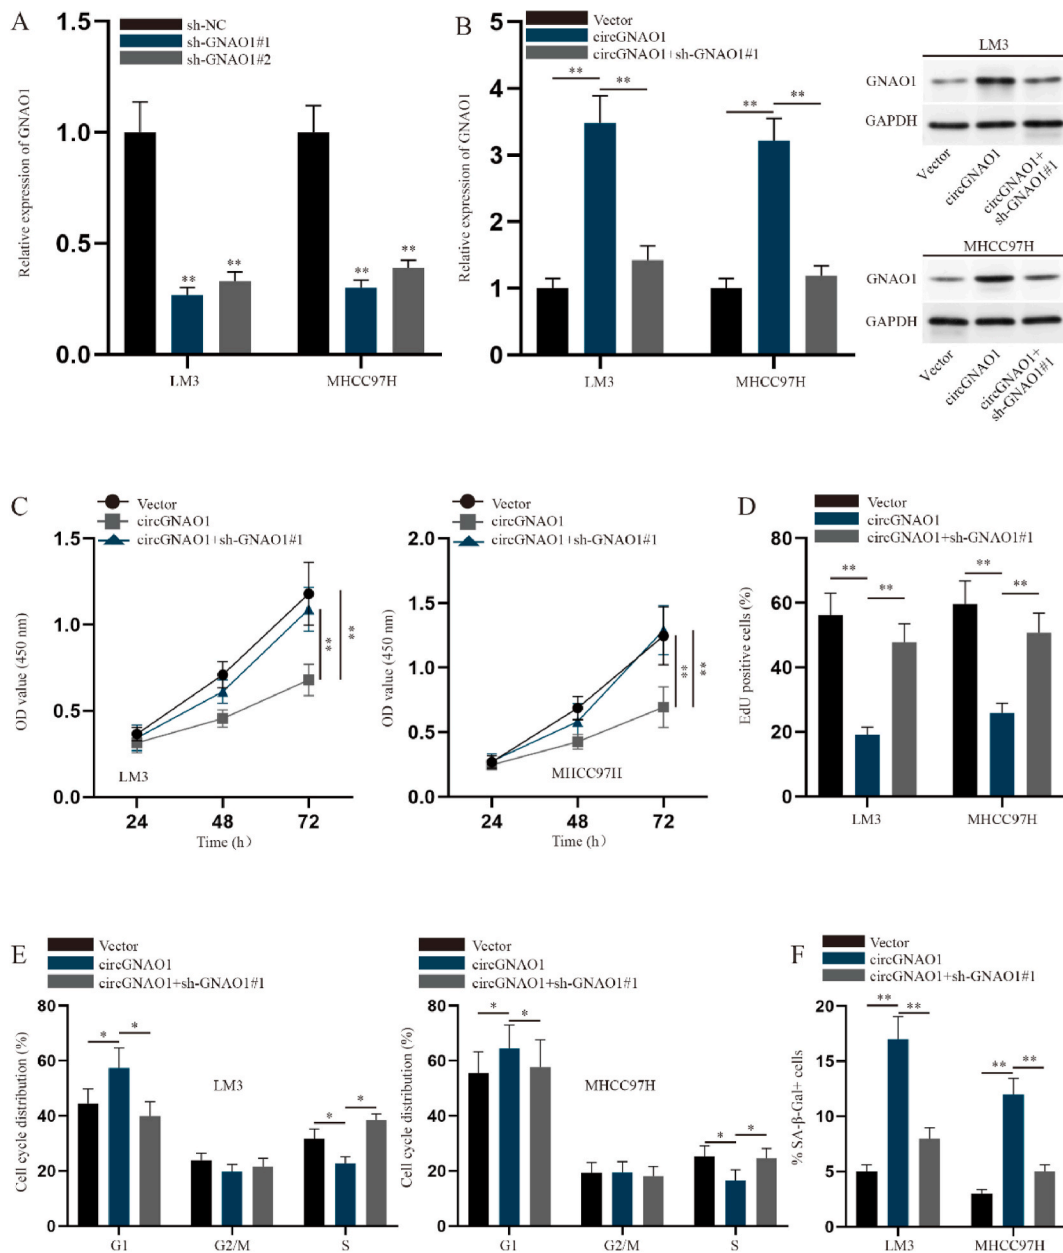 A
sh-NC
sh-GNAO1#1
sh-GNAO1#2
Relative expression of GNAO1
1.5
1.0
0.5
0.0
** ** ** **
LM3 MHCC97H
B
Vector
circGNAO1
circGNAO1+sh-GNAO1#1
Relative expression of GNAO1
5
4
3
2
1
0
** ** ** **
LM3 MHCC97H
LM3
GNAO1
GAPDH
Vector
circGNAO1
circGNAO1+
sh-GNAO1#1
MHCC97H
GNAO1
GAPDH
Vector
circGNAO1
circGNAO1+
sh-GNAO1#1
C
Vector
circGNAO1
circGNAO1+sh-GNAO1#1
OD value (450 nm)
1.5
1.0
0.5
0.0
** **
LM3
24 48 72
Time (h)
Vector
circGNAO1
circGNAO1+sh-GNAO1#1
OD value (450 nm)
2.0
1.5
1.0
0.5
0.0
** **
MHCC97H
24 48 72
Time (h)
D
Vector
circGNAO1
circGNAO1+sh-GNAO1#1
EdU positive cells (%)
80
60
40
20
0
** ** ** **
LM3 MHCC97H
E
Vector
circGNAO1
circGNAO1+sh-GNAO1#1
Cell cycle distribution (%)
80
60
40
20
0
* * * *
LM3
G1 G2/M S
Vector
circGNAO1
circGNAO1+sh-GNAO1#1
Cell cycle distribution (%)
80
60
40
20
0
* * * *
MHCC97H
G1 G2/M S
F
Vector
circGNAO1
circGNAO1+sh-GNAO1#1
% SA-β-Gal+ cells
20
15
10
5
0
** ** ** **
LM3 MHCC97H